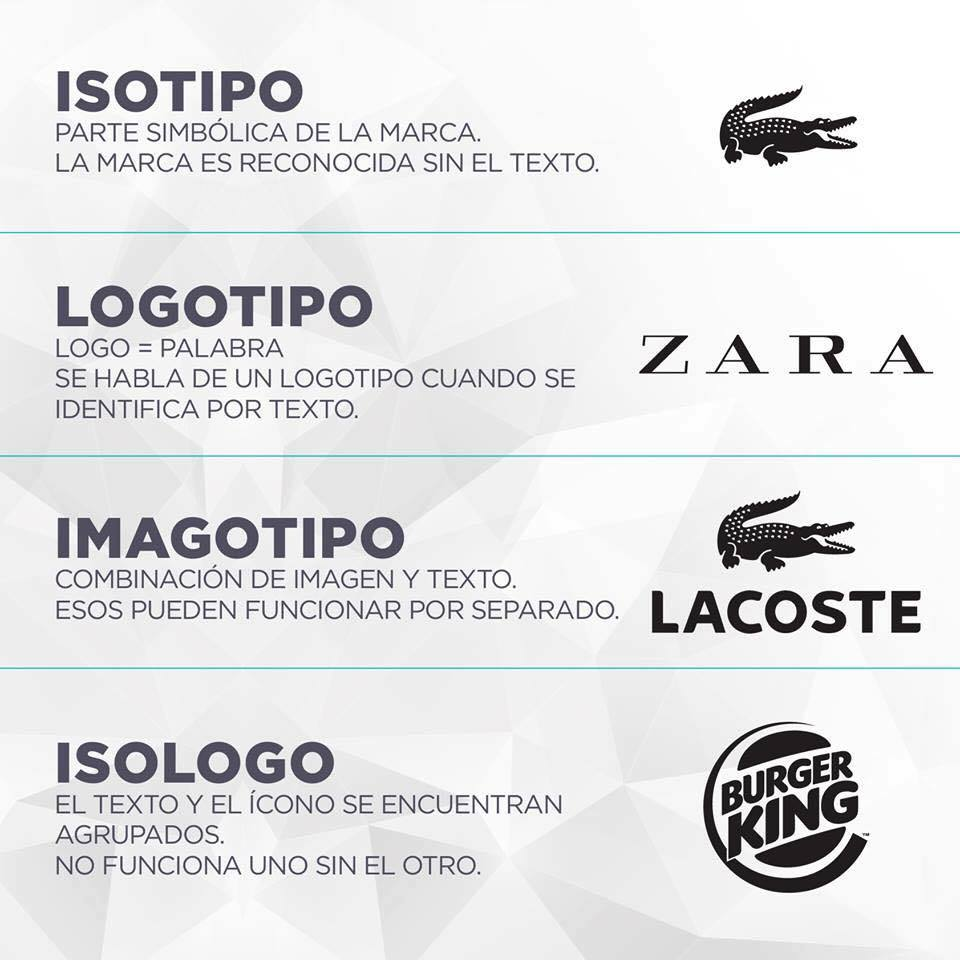 ISOTIPO
PARTE SIMBÓLICA DE LA MARCA.
LA MARCA ES RECONOCIDA SIN EL TEXTO.
LOGOTIPO
LOGO = PALABRA
SE HABLA DE UN LOGOTIPO CUANDO SE
IDENTIFICA POR TEXTO.
ZARA
IMAGOTIPO
COMBINACIÓN DE IMAGEN Y TEXTO.
ESOS PUEDEN FUNCIONAR POR SEPARADO.
LACOSTE
ISOLOGO
EL TEXTO Y EL ÍCONO SE ENCUENTRAN
AGRUPADOS.
NO FUNCIONA UNO SIN EL OTRO.
BURGER
KING™